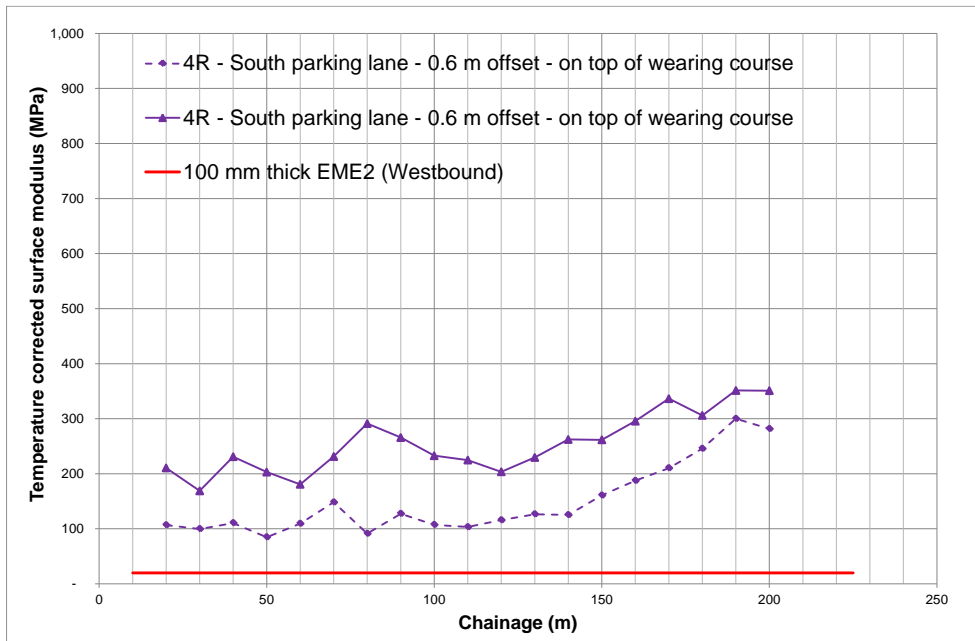 1,000
900
800
700
600
500
400
300
200
100
-
Temperature corrected surface modulus (MPa)
4R - South parking lane - 0.6 m offset - on top of wearing course
4R - South parking lane - 0.6 m offset - on top of wearing course
100 mm thick EME2 (Westbound)
0 50 100 150 200 250
Chainage (m)